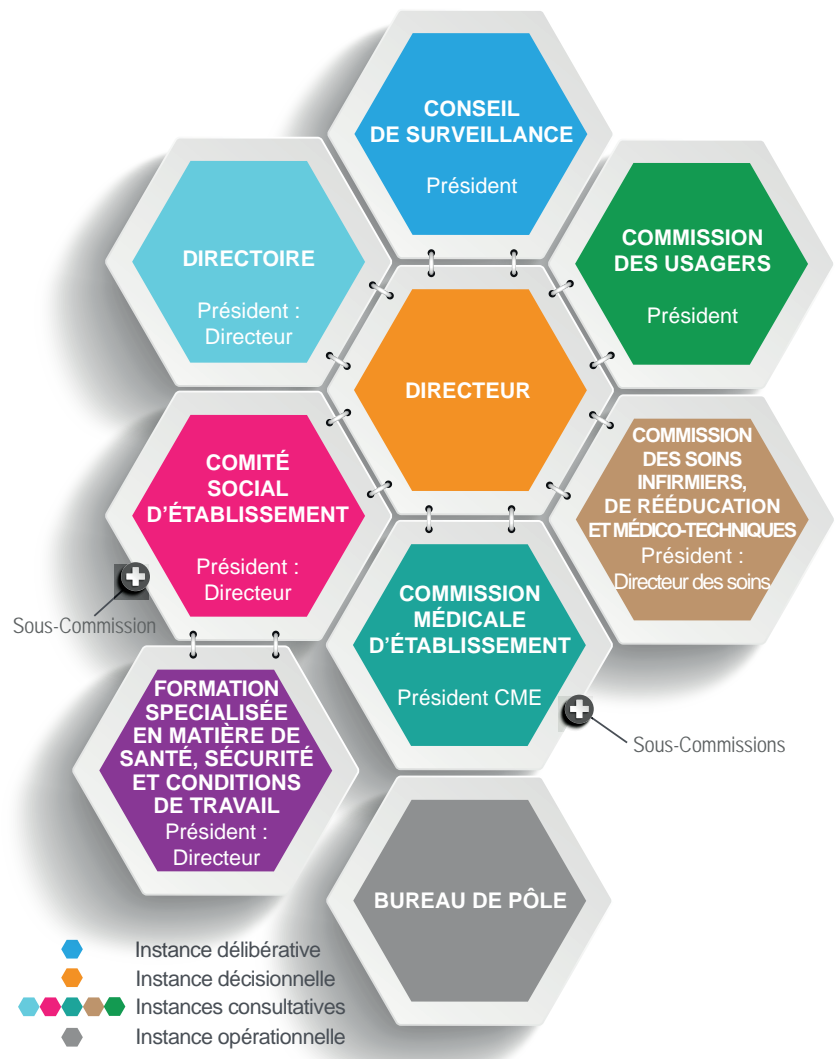 CONSEIL
DE SURVEILLANCE
Président
DIRECTOIRE
Président :
Directeur
COMMISSION
DES USAGERS
Président
DIRECTEUR
COMITÉ
SOCIAL
D'ÉTABLISSEMENT
Président :
Directeur
COMMISSION
DES SOINS
INFIRMIERS,
DE RÉÉDUCATION
ET MÉDICO-TECHNIQUES
Président :
Directeur des soins
Sous-Commission
COMMISSION
MÉDICALE
D'ÉTABLISSEMENT
Président CME
Sous-Commissions
FORMATION
SPECIALISÉE
EN MATIÈRE DE
SANTÉ, SÉCURITÉ
ET CONDITIONS
DE TRAVAIL
Président :
Directeur
BUREAU DE PÔLE
Instance délibérative
Instance décisionnelle
Instances consultatives
Instance opérationnelle